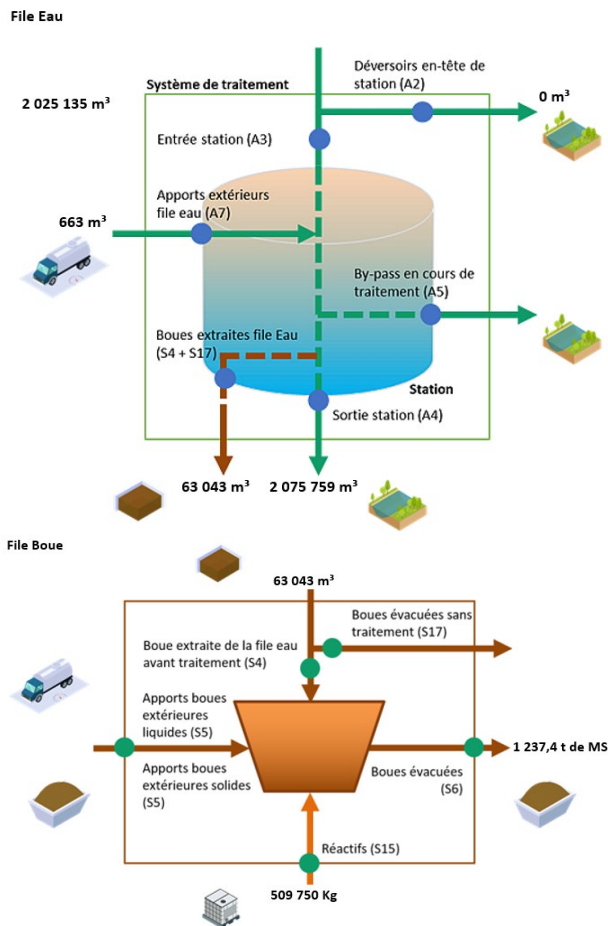 File Eau
Déversoirs en-tête de
station (A2)
Système de traitement
2 025 135 m³
0 m³
Entrée station (A3)
Apports extérieurs
file eau (A7)
663 m³
By-pass en cours de
traitement (A5)
Boues extraites file Eau
(S4 + S17)
Station
Sortie station (A4)
63 043 m³
2 075 759 m³
File Boue
63 043 m³
Boues évacuées sans
traitement (S17)
Boue extraite de la file eau
avant traitement (S4)
Apports boues
extérieures
liquides (S5)
1 237,4 t de MS
Apports boues
extérieures solides
(S5)
Boues évacuées
(S6)
Réactifs (S15)
509 750 Kg